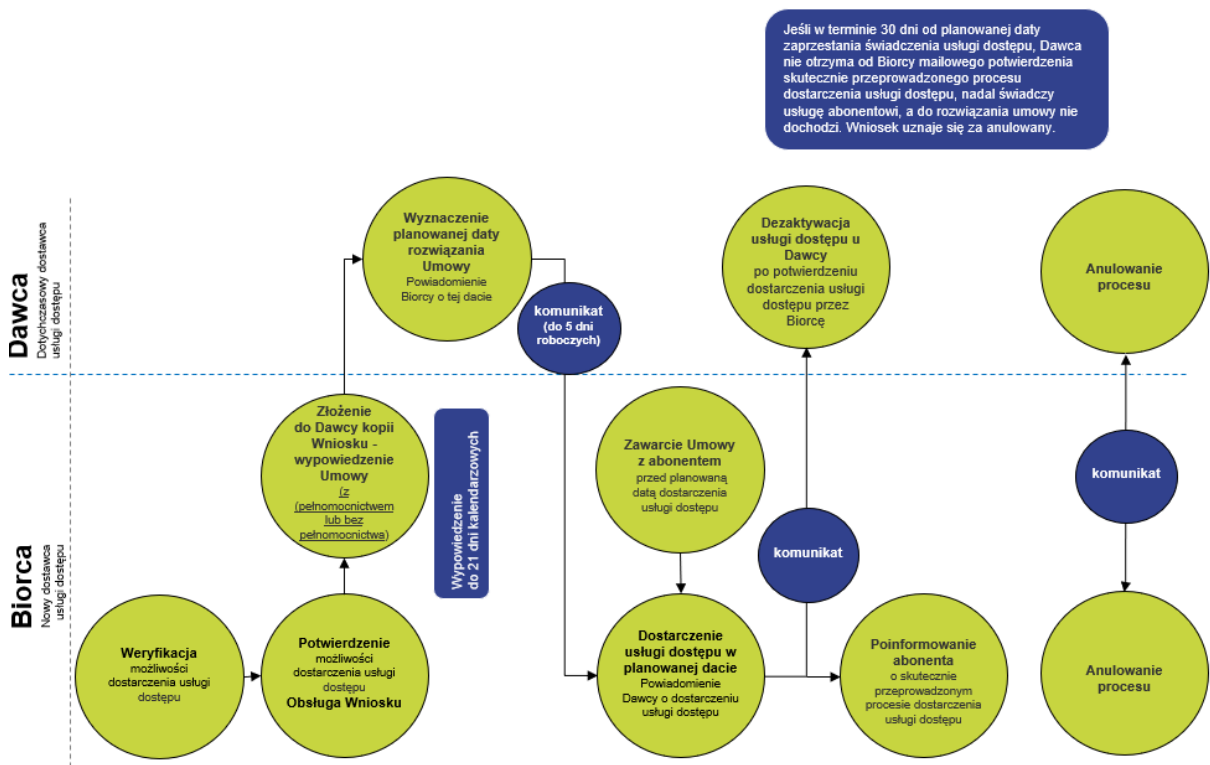 Jeśli w terminie 30 dni od planowanej daty
zaprzestania świadczenia usługi dostępu, Dawca
nie otrzyma od Biorcy mailowego potwierdzenia
skutecznie przeprowadzonego procesu
dostarczenia usługi dostępu, nadal świadczy
usługę abonentowi, a do rozwiązania umowy nie
dochodzi. Wniosek uznaje się za anulowany.
Dawca
Dotychczasowy dostawca
usługi dostępu
Wyznaczenie
planowanej daty
rozwiązania
Umowy
Powiadomienie
Biorcy o tej dacie
komunikat
(do 5 dni
roboczych)
Dezaktywacja
usługi dostępu u
Dawcy
po potwierdzeniu
dostarczenia usługi
dostępu przez
Biorcę
Anulowanie
procesu
Biorca
Nowy dostawca
usługi dostępu
Złożenie
do Dawcy kopii
Wniosku -
wypowiedzenie
Umowy
(z
(pełnomocnictwem
lub bez
pełnomocnictwa)
Wypowiedzenie
do 21 dni kalendarzowych
Zawarcie Umowy
z abonentem
przed planowaną
datą dostarczenia
usługi dostępu
komunikat
komunikat
Weryfikacja
możliwości
dostarczenia usługi
dostępu
Potwierdzenie
możliwości
dostarczenia usługi
dostępu
Obsługa Wniosku
Dostarczenie
usługi dostępu w
planowanej dacie
Powiadomienie
Dawcy o dostarczeniu
usługi dostępu
Poinformowanie
abonenta
o skutecznie
przeprowadzonym
procesie dostarczenia
usługi dostępu
Anulowanie
procesu